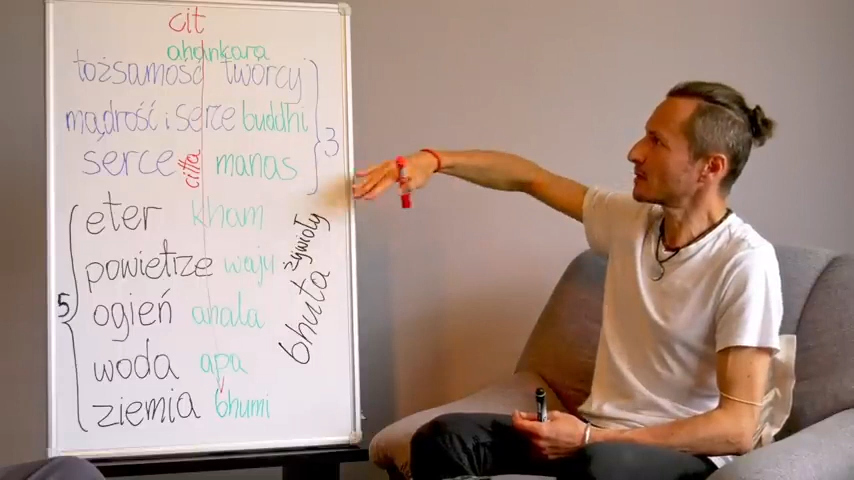 cit
ahankara
tożsamość twórcy
mądrość i serce buddhi
serce citta manas
3
eter kham
powietrze waju
ogień anala
woda apa
ziemia bhumi
5
bhuta żywioły